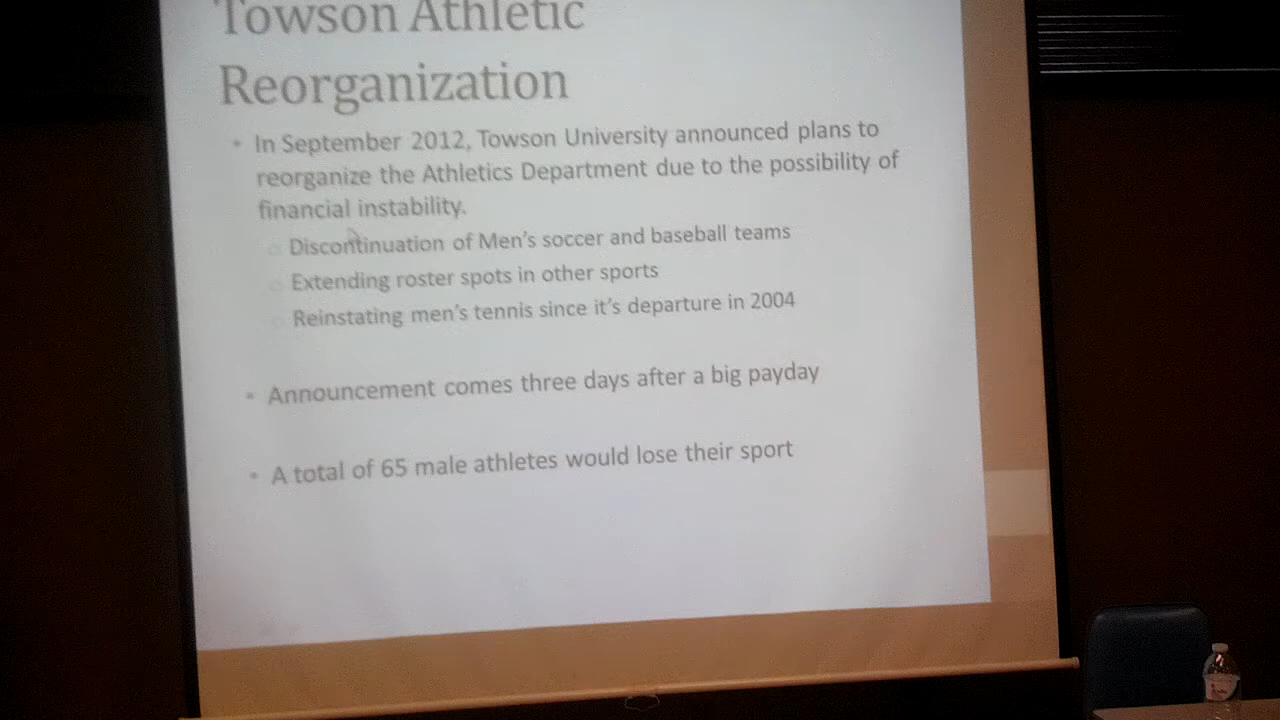 Towson Athletic
Reorganization
• In September 2012, Towson University announced plans to
reorganize the Athletics Department due to the possibility of
financial instability.
○ Discontinuation of Men's soccer and baseball teams
○ Extending roster spots in other sports
○ Reinstating men's tennis since it's departure in 2004
• Announcement comes three days after a big payday
• A total of 65 male athletes would lose their sport